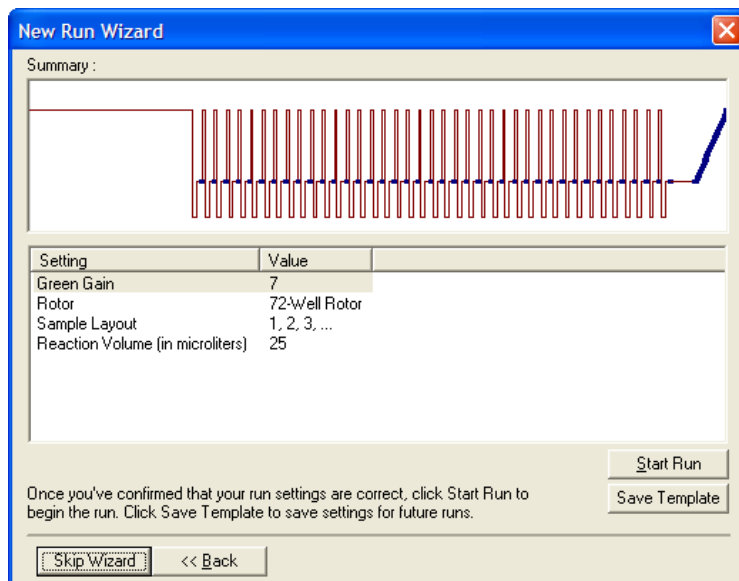 New Run Wizard
Summary :
Setting Value
Green Gain 7
Rotor 72-Well Rotor
Sample Layout 1, 2, 3, ...
Reaction Volume (in microliters) 25
Start Run
Once you've confirmed that your run settings are correct, click Start Run to
begin the run. Click Save Template to save settings for future runs.
Save Template
Skip Wizard << Back